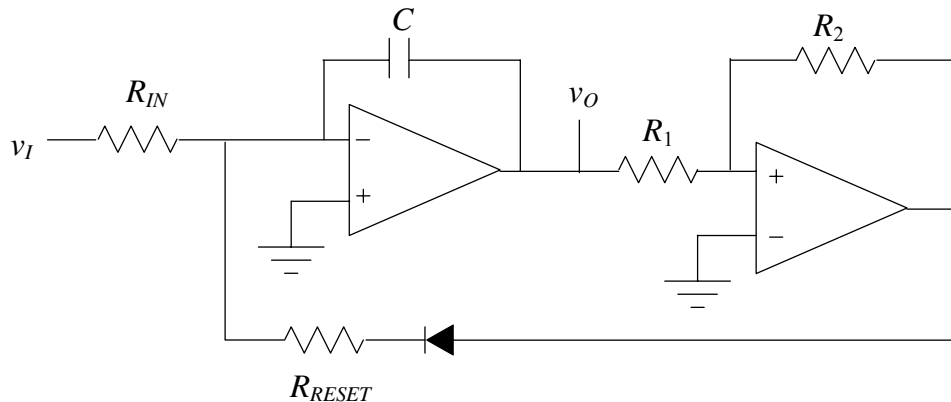 C
R2
RIN
vO
R1
vI
−
+
+
−
RRESET